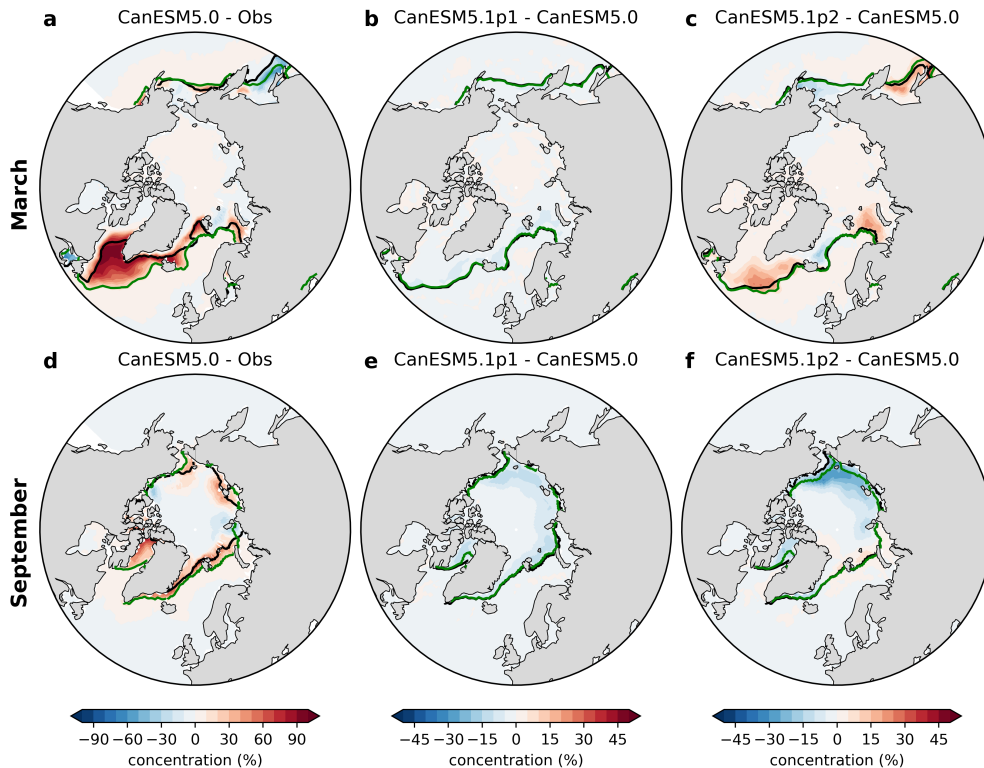 a CanESM5.0 - Obs
b CanESM5.1p1 - CanESM5.0
c CanESM5.1p2 - CanESM5.0
March
d CanESM5.0 - Obs
e CanESM5.1p1 - CanESM5.0
f CanESM5.1p2 - CanESM5.0
September
−90 −60 −30 0 30 60 90
concentration (%)
−45 −30 −15 0 15 30 45
concentration (%)
−45 −30 −15 0 15 30 45
concentration (%)